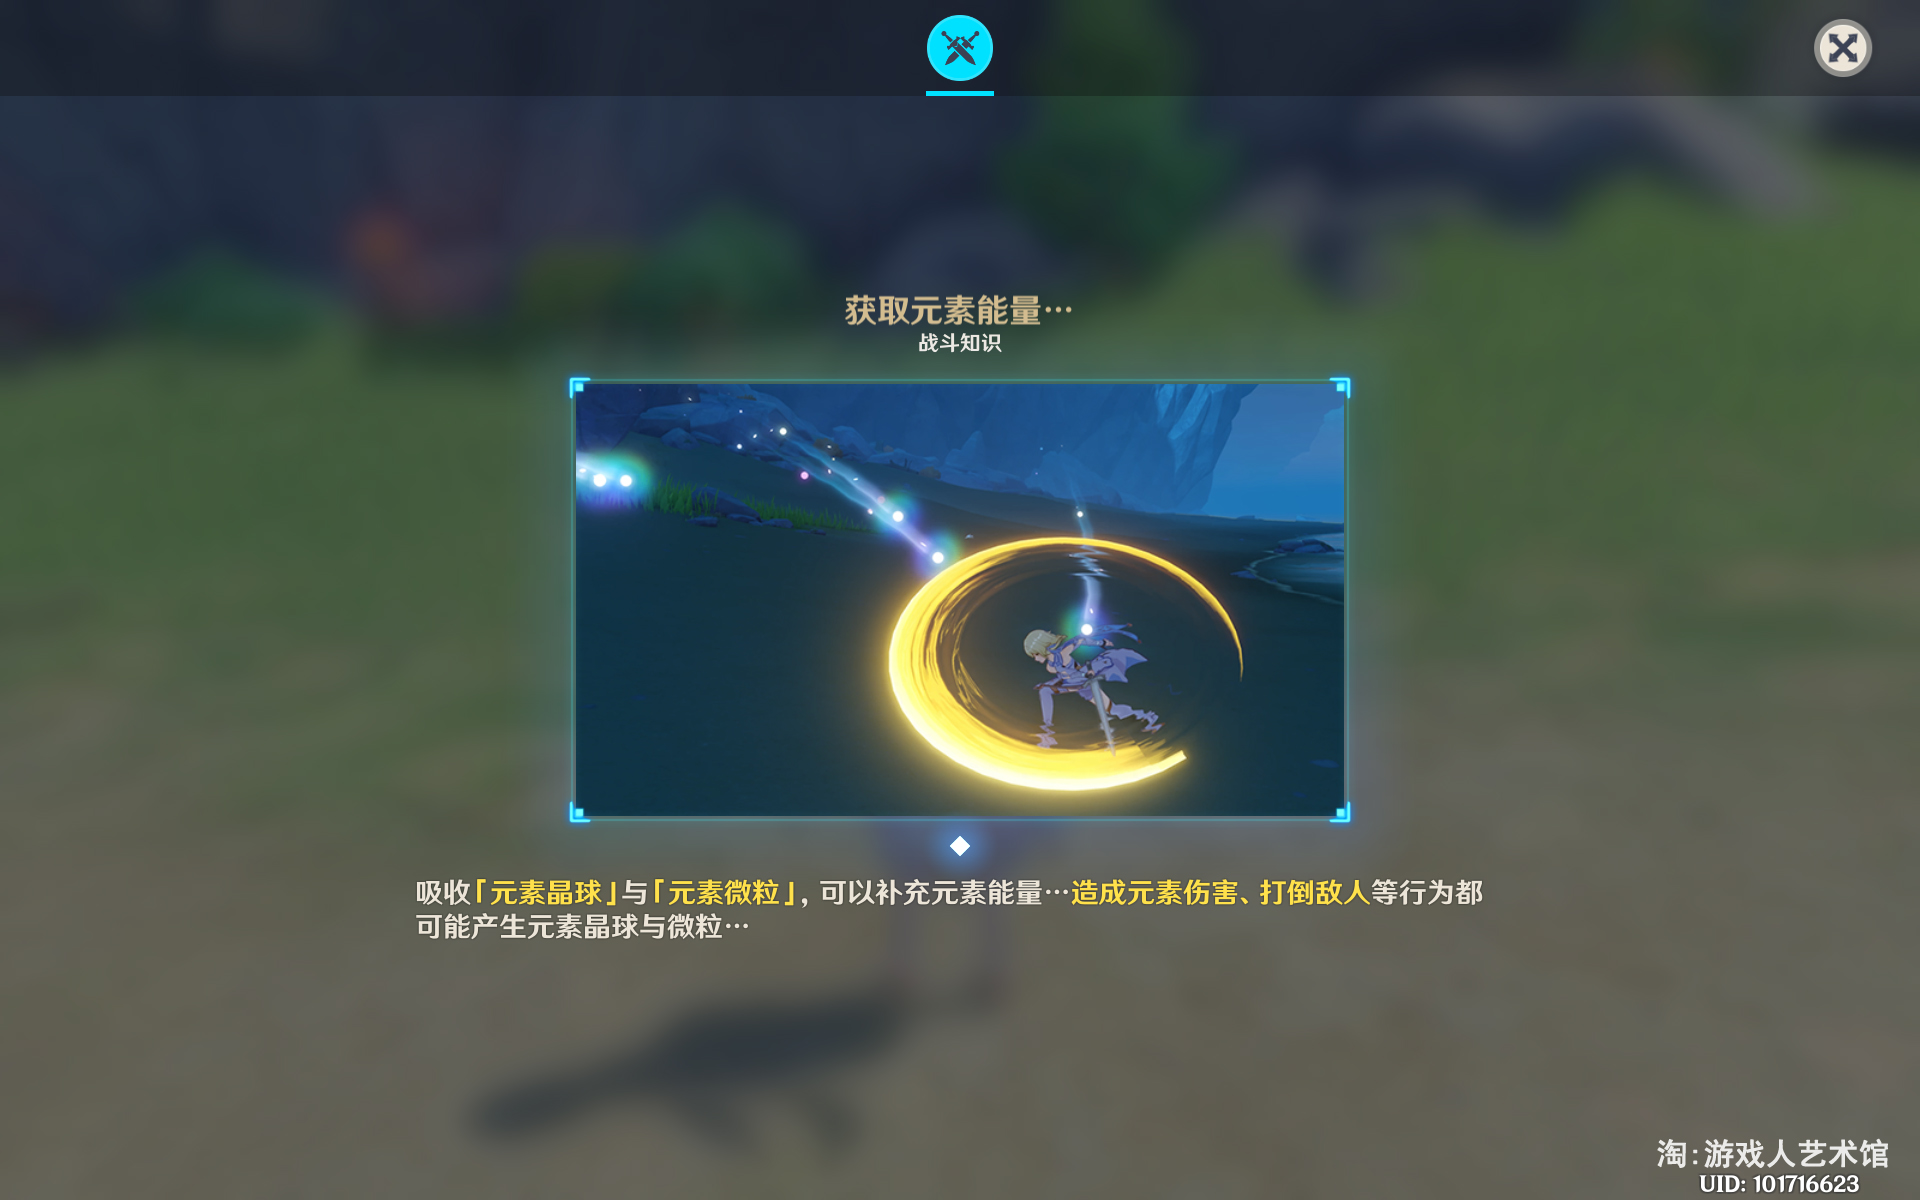 获取元素能量…
战斗知识
吸收「元素晶球」与「元素微粒」，可以补充元素能量…造成元素伤害、打倒敌人等行为都
可能产生元素晶球与微粒…
淘：游戏人艺术馆
UID: 101716623